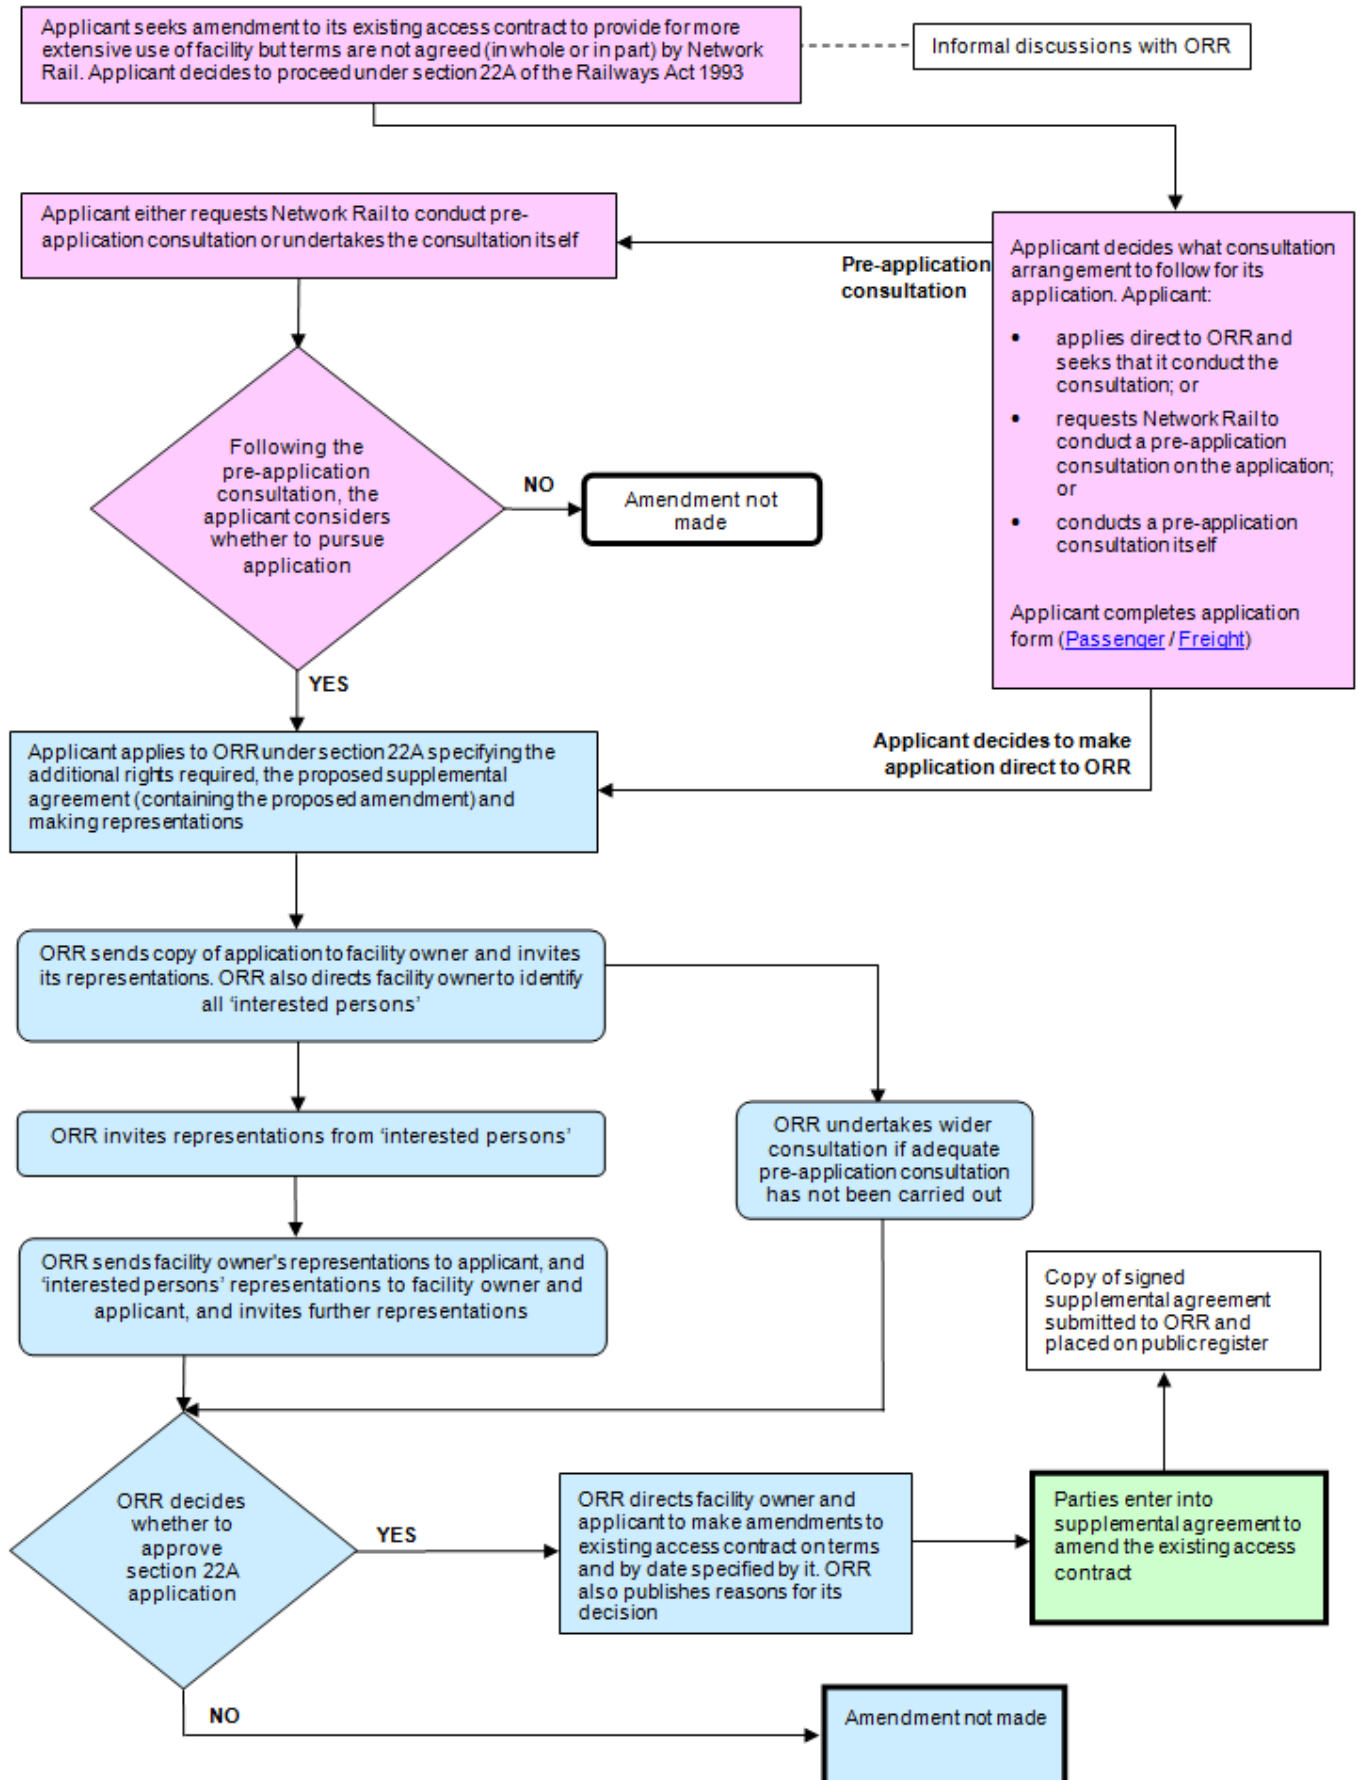 Applicant seeks amendment to its existing access contract to provide for more
extensive use of facility but terms are not agreed (in whole or in part) by Network
Rail. Applicant decides to proceed under section 22A of the Railways Act 1993
Informal discussions with ORR
Applicant either requests Network Rail to conduct pre-
application consultation or undertakes the consultation itself
Pre-application
consultation
Applicant decides what consultation
arrangement to follow for its
application. Applicant:
• applies direct to ORR and
seeks that it conduct the
consultation; or
• requests Network Rail to
conduct a pre-application
consultation on the application;
or
• conducts a pre-application
consultation itself
Applicant completes application
form (Passenger / Freight)
Following the
pre-application
consultation, the
applicant considers
whether to pursue
application
NO
Amendment not
made
YES
Applicant decides to make
application direct to ORR
Applicant applies to ORR under section 22A specifying the
additional rights required, the proposed supplemental
agreement (containing the proposed amendment) and
making representations
ORR sends copy of application to facility owner and invites
its representations. ORR also directs facility owner to identify
all ‘interested persons’
ORR invites representations from ‘interested persons’
ORR undertakes wider
consultation if adequate
pre-application consultation
has not been carried out
ORR sends facility owner's representations to applicant, and
‘interested persons’ representations to facility owner and
applicant, and invites further representations
Copy of signed
supplemental agreement
submitted to ORR and
placed on public register
ORR decides
whether to
approve
section 22A
application
YES
ORR directs facility owner and
applicant to make amendments to
existing access contract on terms
and by date specified by it. ORR
also publishes reasons for its
decision
Parties enter into
supplemental agreement to
amend the existing access
contract
NO
Amendment not made